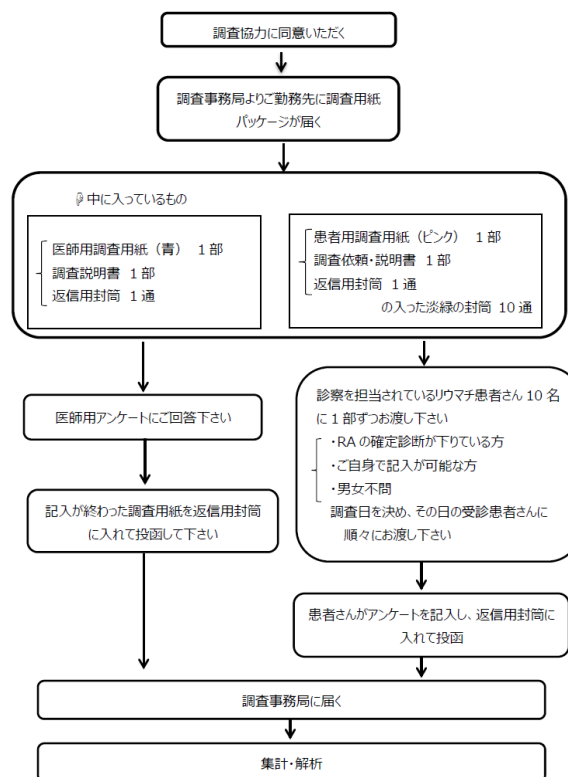 調査協力に同意いただく
調査事務局よりご勤務先に調査用紙
パッケージが届く
中に入っているもの
医師用調査用紙（青） 1部
調査説明書 1部
返信用封筒 1通
患者用調査用紙（ピンク） 1部
調査依頼・説明書 1部
返信用封筒 1通
の入った淡緑の封筒 10通
医師用アンケートにご回答下さい
記入が終わった調査用紙を返信用封筒
に入れて投函して下さい
診察を担当されているリウマチ患者さん 10名
に1部ずつお渡し下さい
・RAの確定診断が下りている方
・ご自身で記入が可能な方
・男女不問
調査日を決め、その日の受診患者さんに
順々にお渡し下さい
患者さんがアンケートを記入し、返信用封筒に
入れて投函
調査事務局に届く
集計・解析